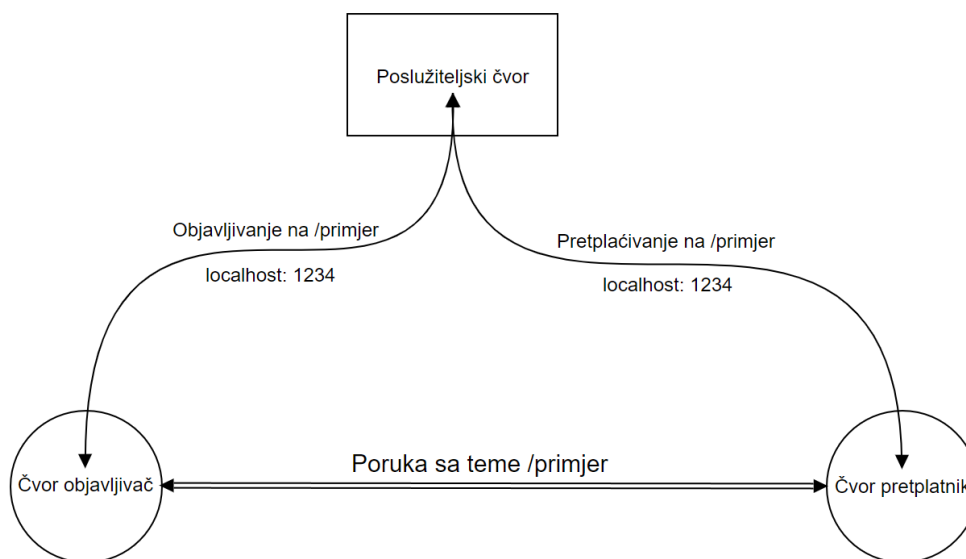 Poslužiteljski čvor
Objavljivanje na /primjer
localhost: 1234
Pretplaćivanje na /primjer
localhost: 1234
Poruka sa teme /primjer
Čvor objavljivač
Čvor pretplatnik